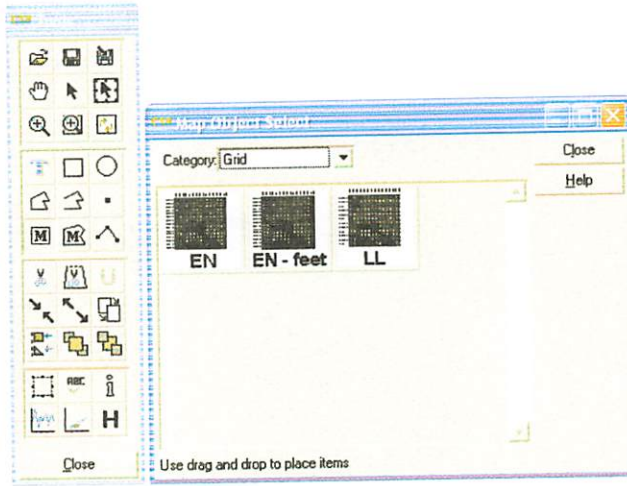 Map Object Select
Category: Grid
Close
Help
EN
EN - feet
LL
T
M
M
ABC
i
H
Close
Use drag and drop to place items